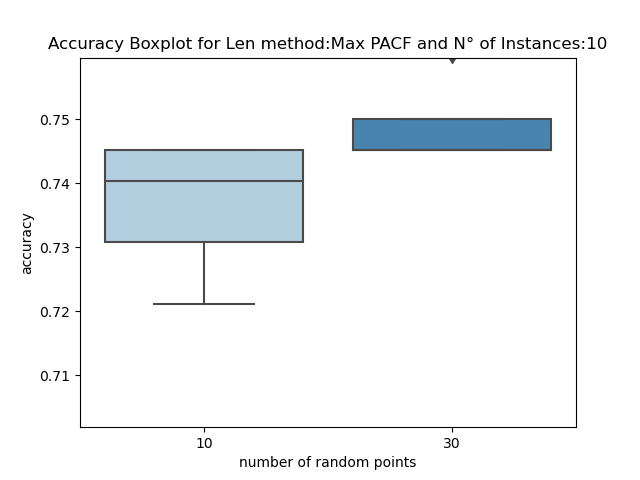 Accuracy Boxplot for Len method:Max PACF and N° of Instances:10
0.75
0.74
0.73
0.72
0.71
accuracy
10 30
number of random points